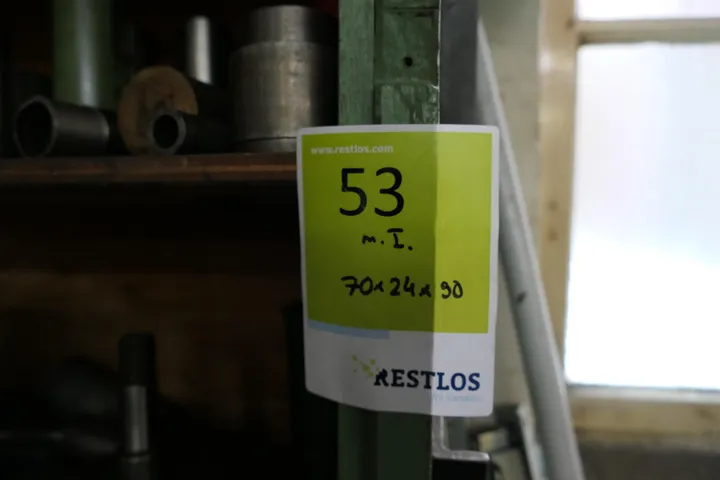 www.restlos.com
53
m. I.
70x24x90
RESTLOS